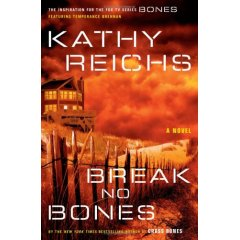 THE INSPIRATION FOR THE FOX TV SERIES BONES
FEATURING TEMPERANCE BRENNAN
KATHY
REICHS
A NOVEL
BREAK
NO
BONES
BY THE NEW YORK TIMES BESTSELLING AUTHOR OF CROSS BONES